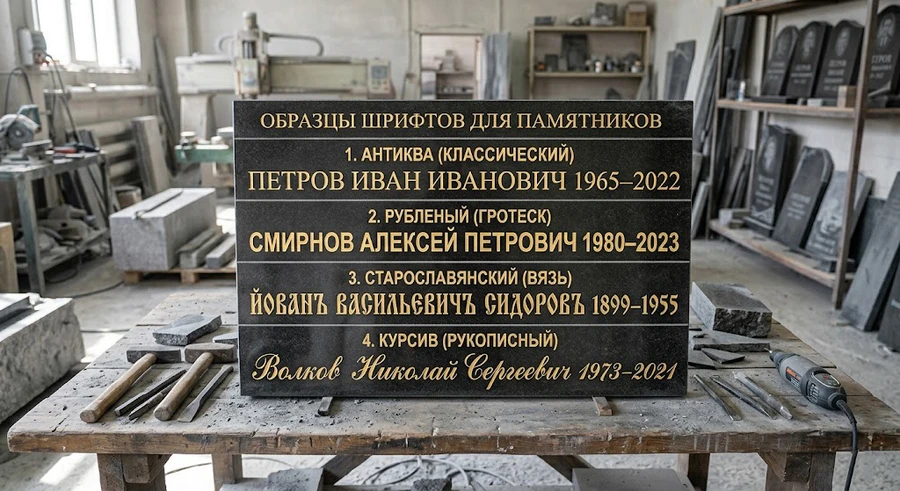 ОБРАЗЦЫ ШРИФТОВ ДЛЯ ПАМЯТНИКОВ
1. АНТИКВА (КЛАССИЧЕСКИЙ)
ПЕТРОВ ИВАН ИВАНОВИЧ 1965–2022
2. РУБЛЕНЫЙ (ГРОТЕСК)
СМИРНОВ АЛЕКСЕЙ ПЕТРОВИЧ 1980–2023
3. СТАРОСЛАВЯНСКИЙ (ВЯЗЬ)
ЙОВАНЪ ВАСИЛЬЕВИЧЪ СИДОРОВЪ 1899–1955
4. КУРСИВ (РУКОПИСНЫЙ)
Волков Николай Сергеевич 1973–2021